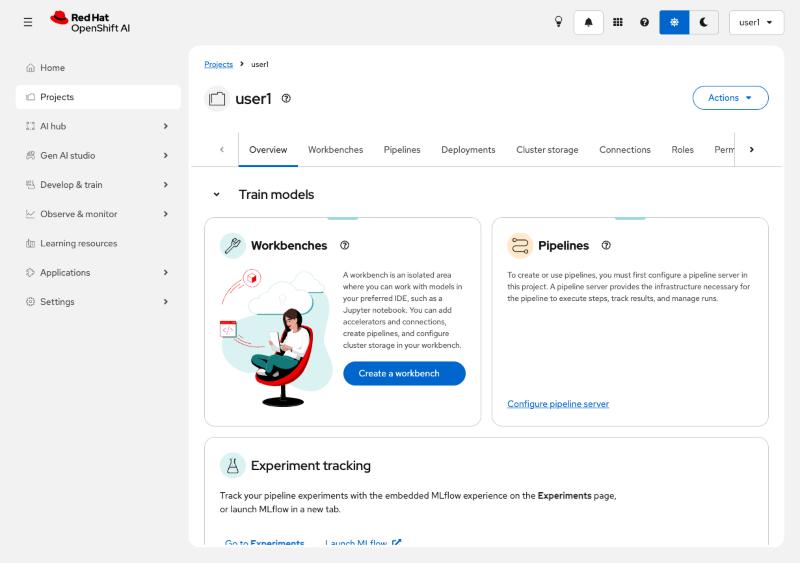 Red Hat
OpenShift AI
user1
Home
Projects
AI hub
Gen AI studio
Develop & train
Observe & monitor
Learning resources
Applications
Settings
Projects
user1
user1
Actions
Overview
Workbenches
Pipelines
Deployments
Cluster storage
Connections
Roles
Perm
Train models
Workbenches
A workbench is an isolated area
where you can work with models in
your preferred IDE, such as a
Jupyter notebook. You can add
accelerators and connections,
create pipelines, and configure
cluster storage in your workbench.
Create a workbench
Pipelines
To create or use pipelines, you must first configure a pipeline server in
this project. A pipeline server provides the infrastructure necessary for
the pipeline to execute steps, track results, and manage runs.
Configure pipeline server
Experiment tracking
Track your pipeline experiments with the embedded MLflow experience on the Experiments page,
or launch MLflow in a new tab.
Go to Experiments
Launch MLflow